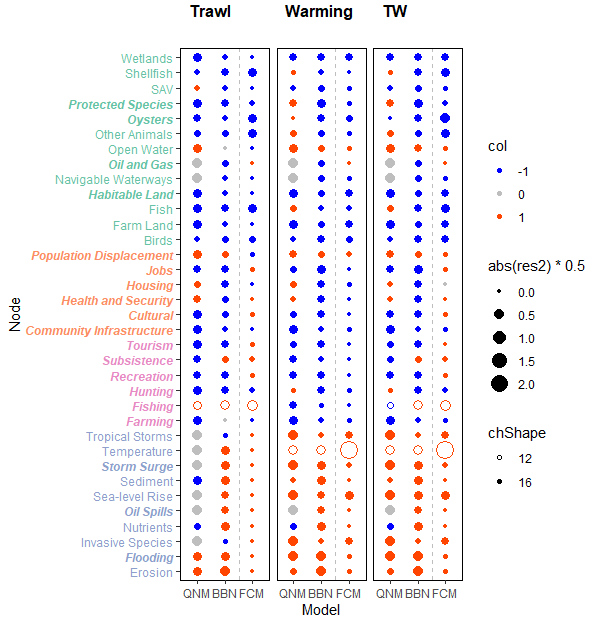 Trawl Warming TW
Wetlands
Shellfish
SAV
Protected Species
Oysters
Other Animals
Open Water
Oil and Gas
Navigable Waterways
Habitable Land
Fish
Farm Land
Birds
Population Displacement
Jobs
Housing
Health and Security
Cultural
Community Infrastructure
Tourism
Subsistence
Recreation
Hunting
Fishing
Farming
Tropical Storms
Temperature
Storm Surge
Sediment
Sea-level Rise
Oil Spills
Nutrients
Invasive Species
Flooding
Erosion
Node
QNM BBN FCM QNM BBN FCM QNM BBN FCM
Model
col
-1
0
1
abs(res2) * 0.5
0.0
0.5
1.0
1.5
2.0
chShape
12
16